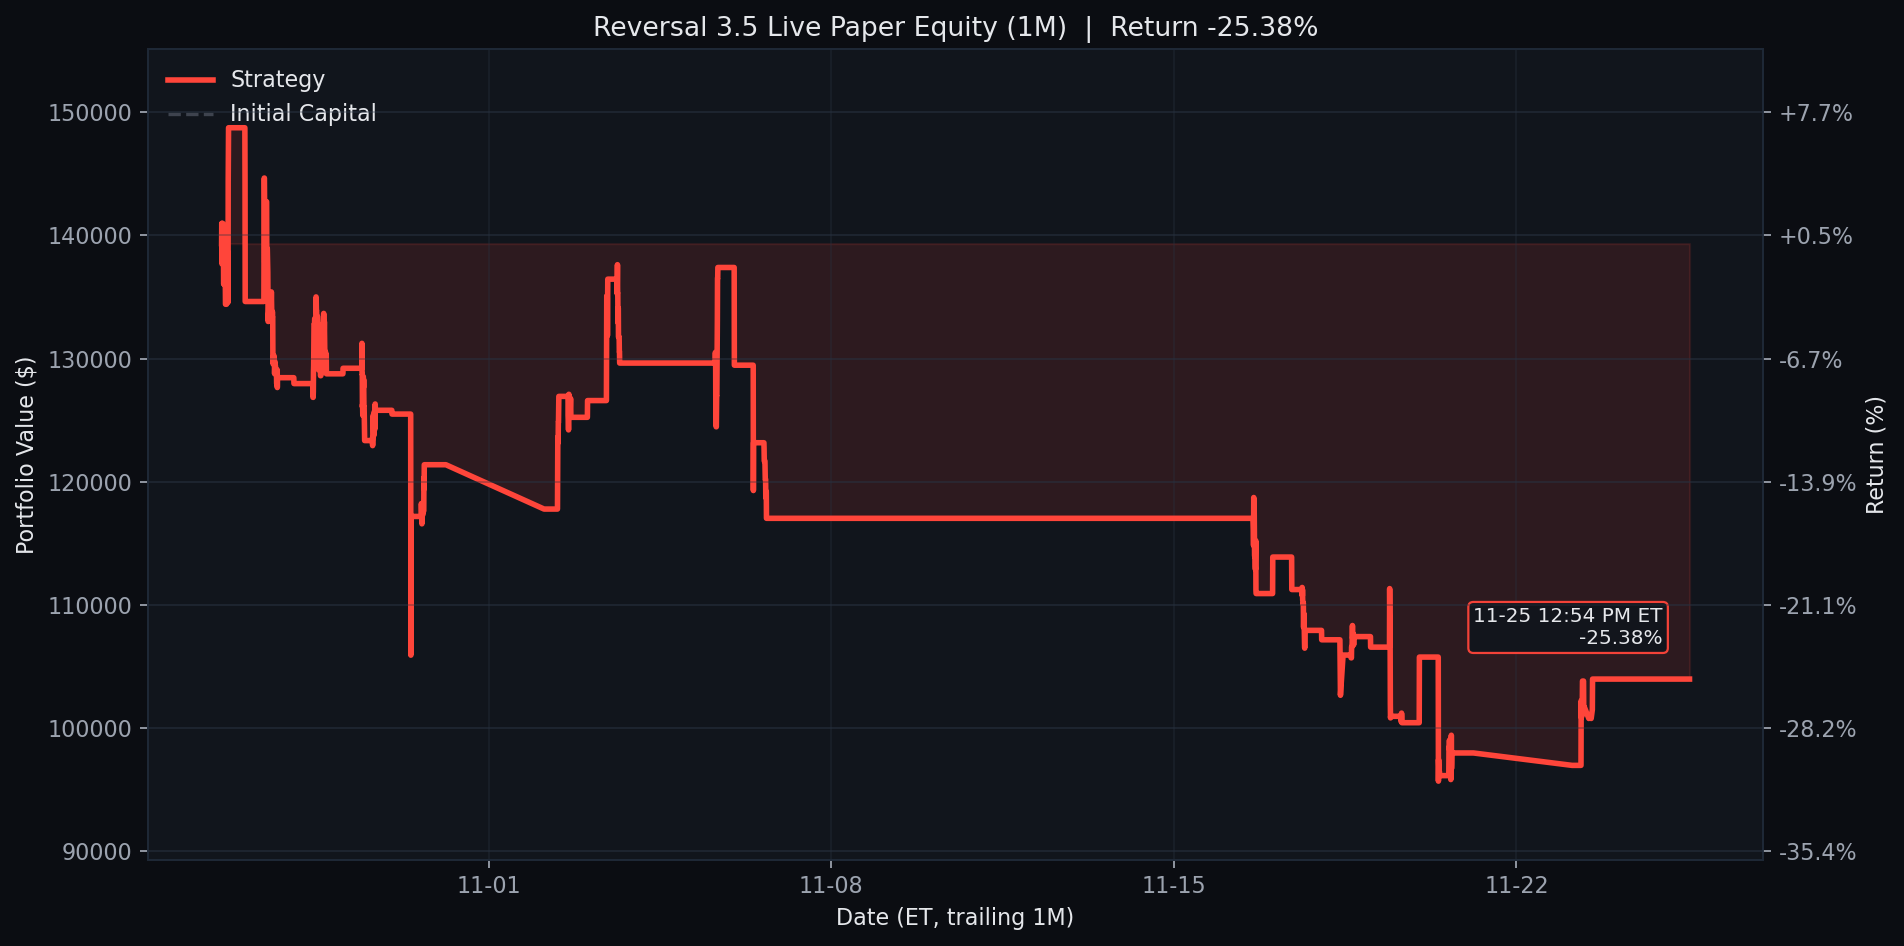 Reversal 3.5 Live Paper Equity (1M)  |  Return -25.38%
Strategy
Initial Capital
150000
140000
130000
120000
110000
100000
90000
Portfolio Value ($)
+7.7%
+0.5%
-6.7%
-13.9%
-21.1%
-28.2%
-35.4%
Return (%)
11-25 12:54 PM ET
-25.38%
11-01
11-08
11-15
11-22
Date (ET, trailing 1M)